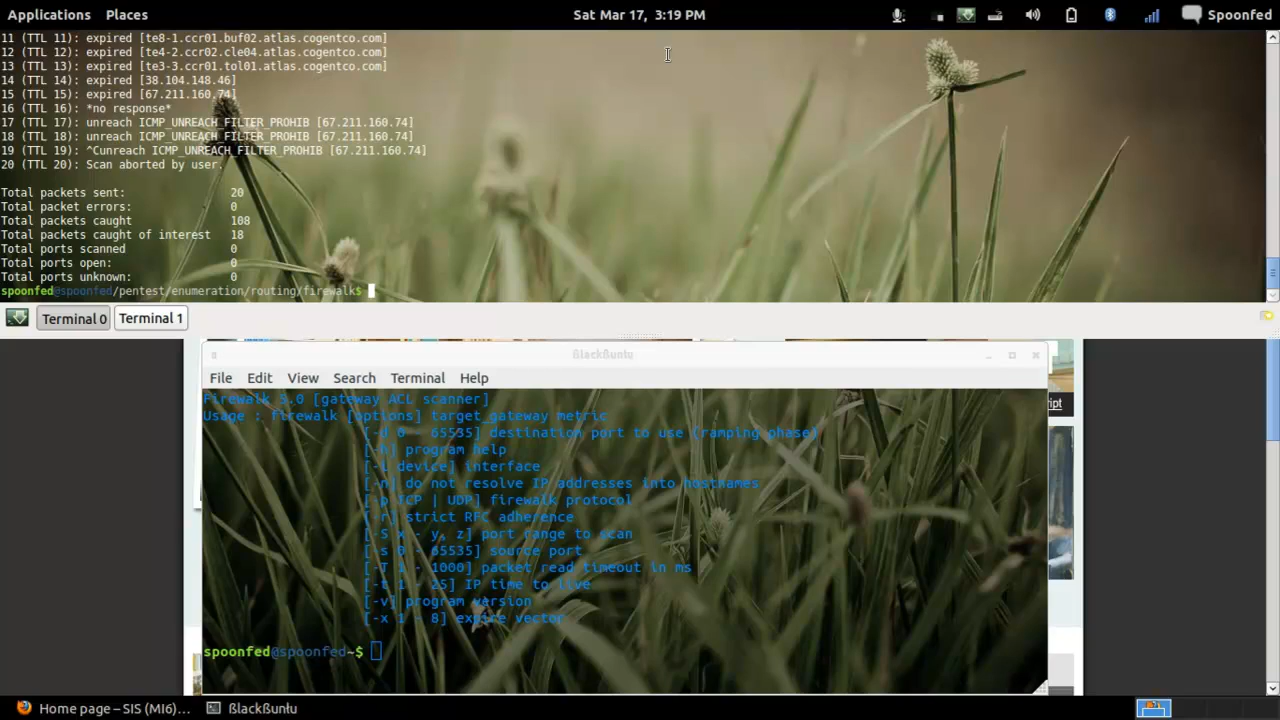 Applications Places Sat Mar 17, 3:19 PM Spoonfed
11 (TTL 11): expired [te8-1.ccr01.buf02.atlas.cogentco.com]
12 (TTL 12): expired [te4-2.ccr02.cle04.atlas.cogentco.com]
13 (TTL 13): expired [te3-3.ccr01.tol01.atlas.cogentco.com]
14 (TTL 14): expired [38.104.148.46]
15 (TTL 15): expired [67.211.160.74]
16 (TTL 16): *no response*
17 (TTL 17): unreach ICMP_UNREACH_FILTER_PROHIB [67.211.160.74]
18 (TTL 18): unreach ICMP_UNREACH_FILTER_PROHIB [67.211.160.74]
19 (TTL 19): ^Cunreach ICMP_UNREACH_FILTER_PROHIB [67.211.160.74]
20 (TTL 20): Scan aborted by user.
Total packets sent: 20
Total packet errors: 0
Total packets caught 108
Total packets caught of interest 18
Total ports scanned 0
Total ports open: 0
Total ports unknown: 0
spoonfed@spoonfed/pentest/enumeration/routing/firewalk$
Terminal 0 Terminal 1
ßlackßuntµ
File Edit View Search Terminal Help
Firewalk 5.0 [gateway ACL scanner]
Usage : firewalk [options] target_gateway metric
[-d 0 - 65535] destination port to use (ramping phase)
[-h] program help
[-i device] interface
[-n] do not resolve IP addresses into hostnames
[-p TCP | UDP] firewalk protocol
[-r] strict RFC adherence
[-S x - y, z] port range to scan
[-s 0 - 65535] source port
[-T 1 - 1000] packet read timeout in ms
[-t 1 - 25] IP time to live
[-v] program version
[-x 1 - 8] expire vector
spoonfed@spoonfed~$
Home page – SIS (MI6)... ßlackßuntµ